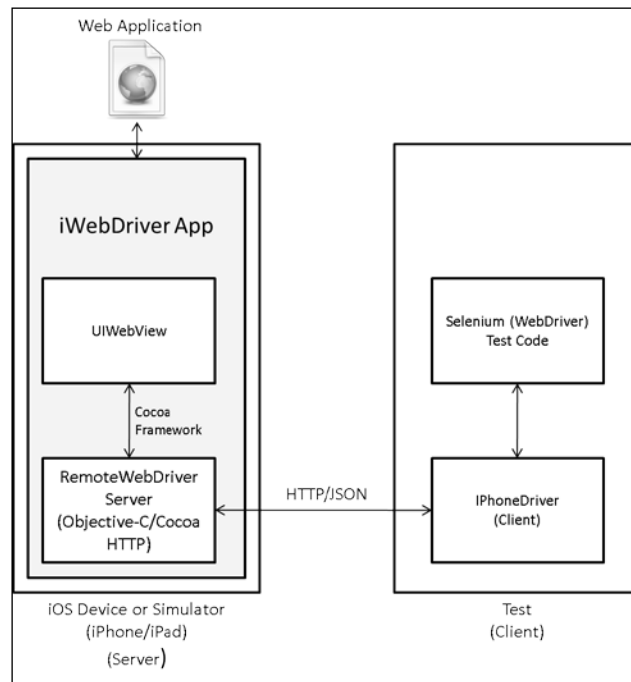 Web Application
iWebDriver App
UIWebView
Cocoa
Framework
RemoteWebDriver
Server
(Objective-C/Cocoa
HTTP)
HTTP/JSON
Selenium (WebDriver)
Test Code
IPhoneDriver
(Client)
iOS Device or Simulator
(iPhone/iPad)
(Server)
Test
(Client)